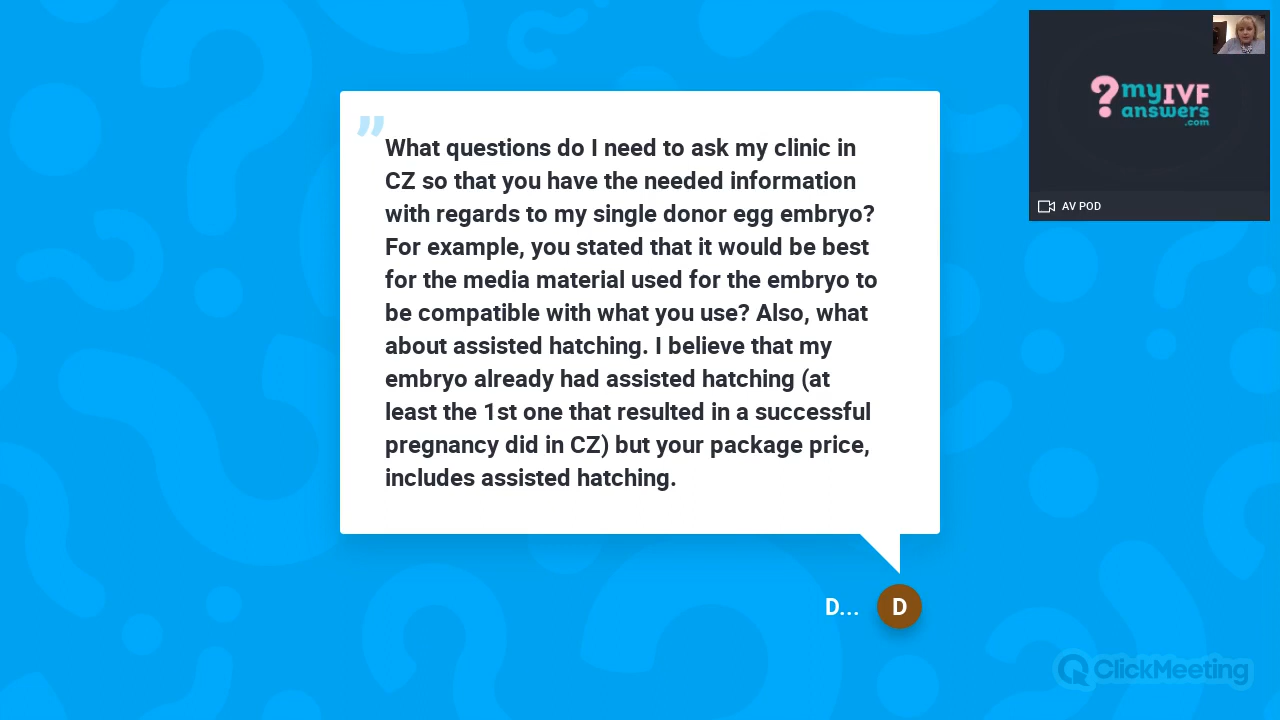 What questions do I need to ask my clinic in
CZ so that you have the needed information
with regards to my single donor egg embryo?
For example, you stated that it would be best
for the media material used for the embryo to
be compatible with what you use? Also, what
about assisted hatching. I believe that my
embryo already had assisted hatching (at
least the 1st one that resulted in a successful
pregnancy did in CZ) but your package price,
includes assisted hatching.
D...
D
?myIVF
answers
.com
AV POD
ClickMeeting